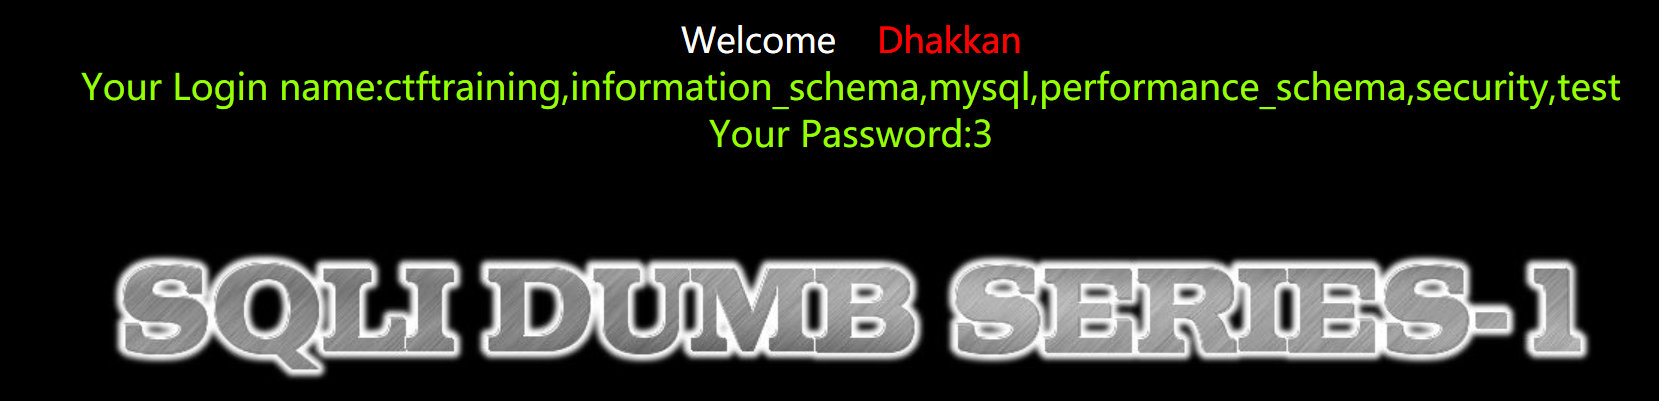 Welcome Dhakkan
Your Login name:ctftraining,information_schema,mysql,performance_schema,security,test
Your Password:3
SQLI DUMB SERIES-1